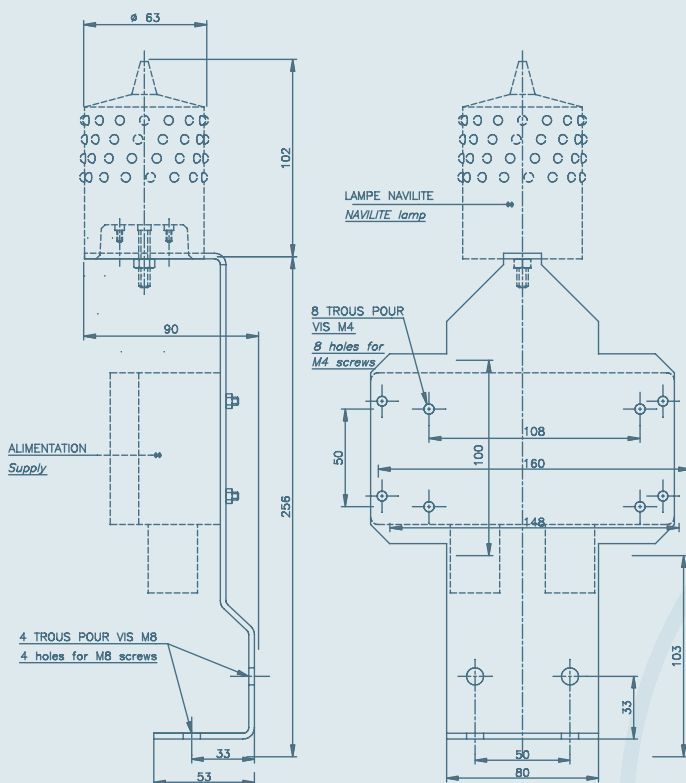 ø 63
102
90
ALIMENTATION
Supply
256
4 TROUS POUR VIS M8
4 holes for M8 screws
33
53
LAMPE NAVILITE
NAVILITE lamp
8 TROUS POUR
VIS M4
8 holes for
M4 screws
108
50
100
160
148
103
33
50
80